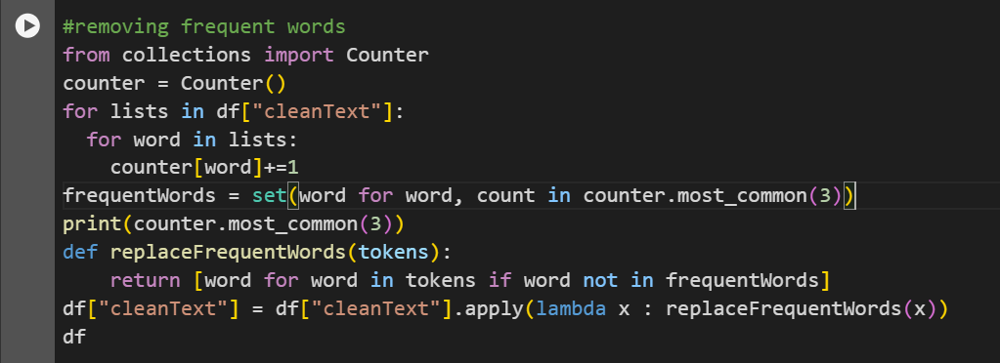 #removing frequent words
from collections import Counter
counter = Counter()
for lists in df["cleanText"]:
  for word in lists:
    counter[word]+=1
frequentWords = set(word for word, count in counter.most_common(3))
print(counter.most_common(3))
def replaceFrequentWords(tokens):
    return [word for word in tokens if word not in frequentWords]
df["cleanText"] = df["cleanText"].apply(lambda x : replaceFrequentWords(x))
df